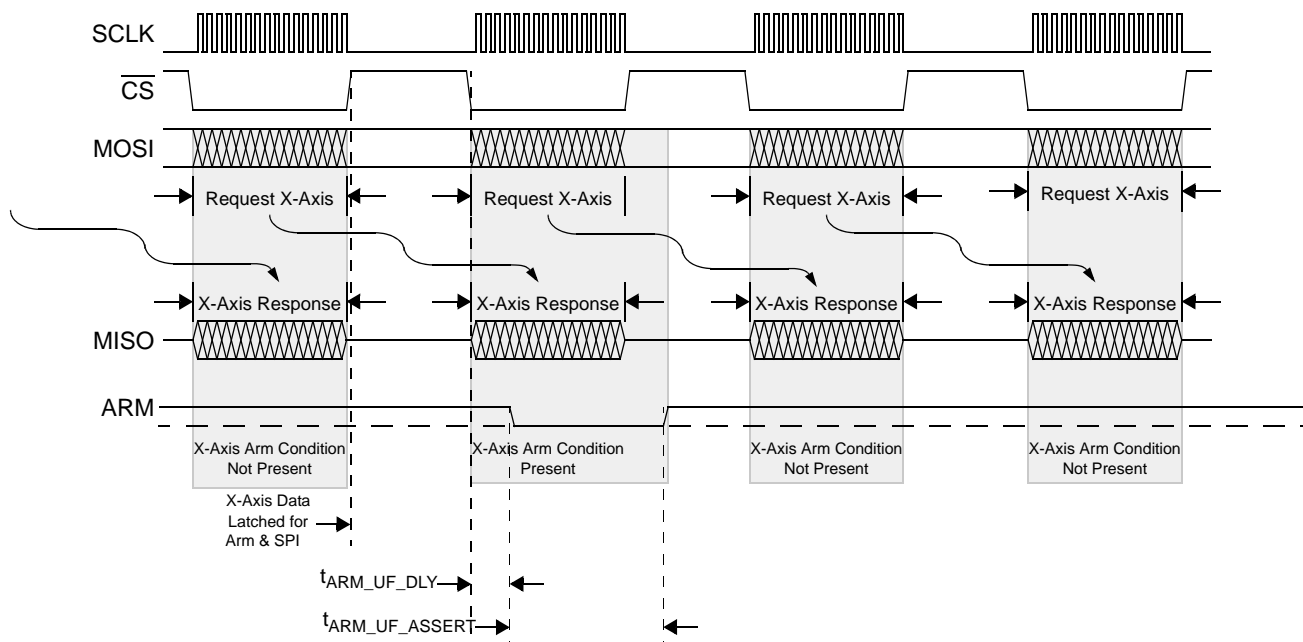 SCLK
CS
MOSI
Request X-Axis
Request X-Axis
Request X-Axis
Request X-Axis
X-Axis Response
X-Axis Response
X-Axis Response
X-Axis Response
MISO
ARM
X-Axis Arm Condition
Not Present
X-Axis Arm Condition
Present
X-Axis Arm Condition
Not Present
X-Axis Arm Condition
Not Present
X-Axis Data
Latched for
Arm & SPI
tARM_UF_DLY
tARM_UF_ASSERT